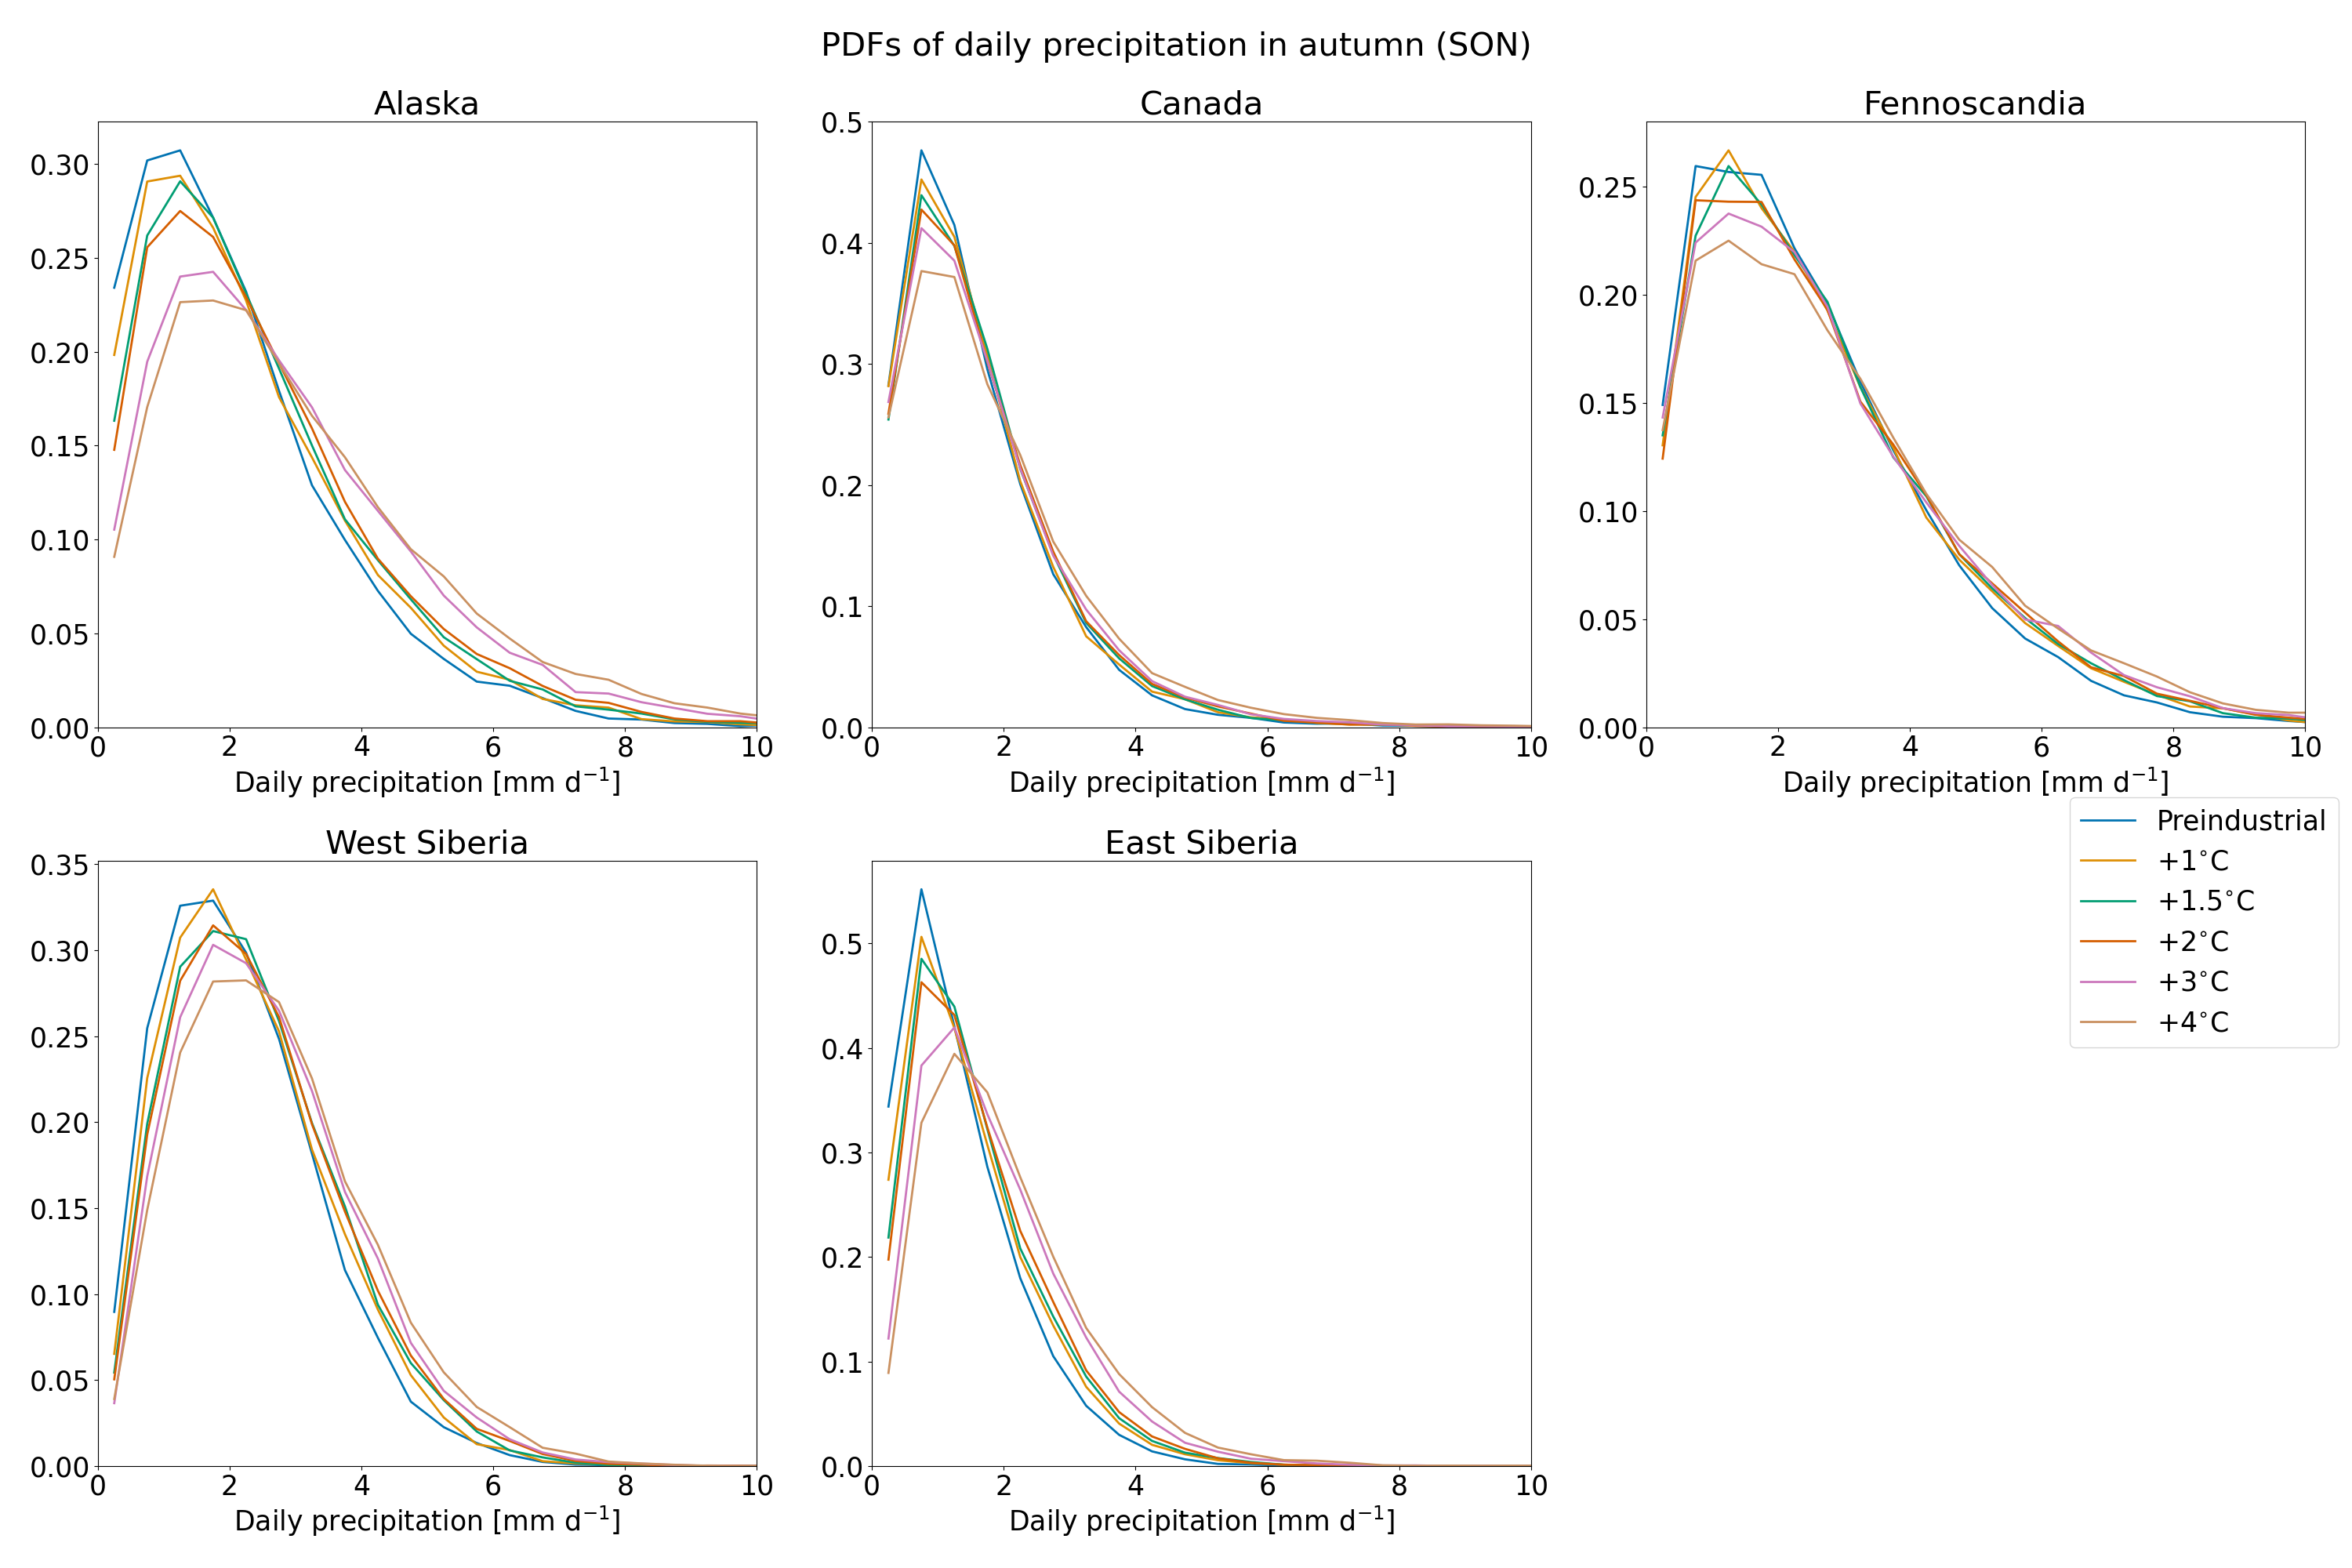 PDFs of daily precipitation in autumn (SON)
Alaska
0.30
0.25
0.20
0.15
0.10
0.05
0.00
0 2 4 6 8 10
Daily precipitation [mm d⁻¹]
Canada
0.5
0.4
0.3
0.2
0.1
0.0
0 2 4 6 8 10
Daily precipitation [mm d⁻¹]
Fennoscandia
0.25
0.20
0.15
0.10
0.05
0.00
0 2 4 6 8 10
Daily precipitation [mm d⁻¹]
Preindustrial
+1°C
+1.5°C
+2°C
+3°C
+4°C
West Siberia
0.35
0.30
0.25
0.20
0.15
0.10
0.05
0.00
0 2 4 6 8 10
Daily precipitation [mm d⁻¹]
East Siberia
0.5
0.4
0.3
0.2
0.1
0.0
0 2 4 6 8 10
Daily precipitation [mm d⁻¹]